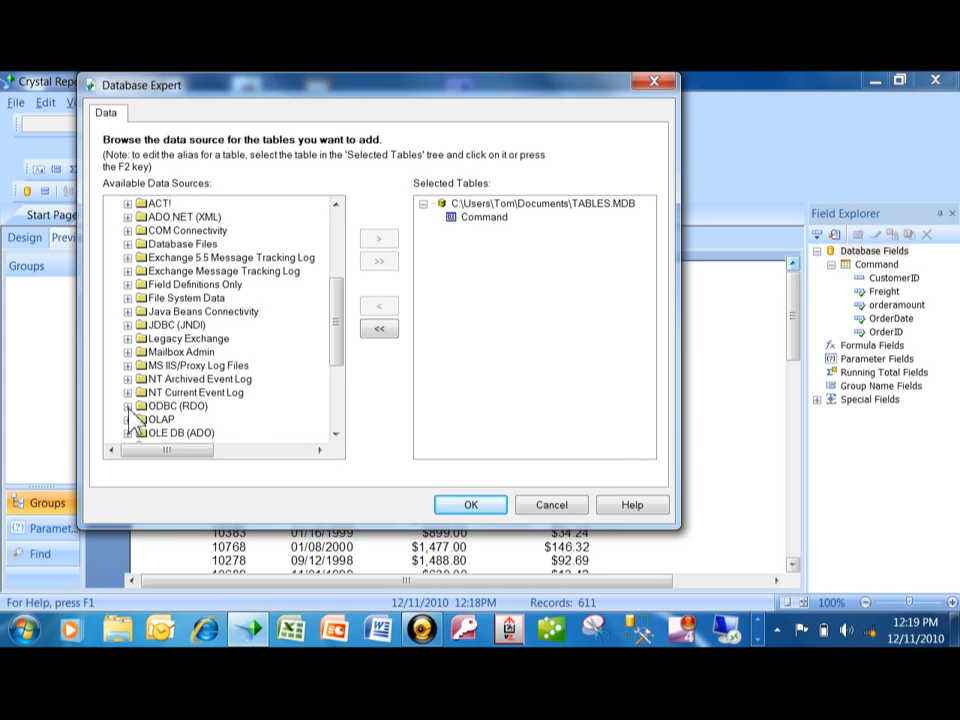 Crystal Rep
Database Expert
File Edit V
Data
Browse the data source for the tables you want to add.
(Note: to edit the alias for a table, select the table in the 'Selected Tables' tree and click on it or press
the F2 key)
Available Data Sources:
Selected Tables:
ACT!
ADO.NET (XML)
COM Connectivity
Database Files
Exchange 5.5 Message Tracking Log
Exchange Message Tracking Log
Field Definitions Only
File System Data
Java Beans Connectivity
JDBC (JNDI)
Legacy Exchange
Mailbox Admin
MS IIS/Proxy Log Files
NT Archived Event Log
NT Current Event Log
ODBC (RDO)
OLAP
OLE DB (ADO)
>
>>
<
<<
C:\Users\Tom\Documents\TABLES.MDB
Command
OK
Cancel
Help
Start Page
Design Previ
Groups
Groups
Paramet...
Find
Field Explorer
Database Fields
Command
CustomerID
Freight
orderamount
OrderDate
OrderID
Formula Fields
Parameter Fields
Running Total Fields
Group Name Fields
Special Fields
10383 01/16/1999 $899.00 $34.24
10768 01/08/2000 $1,477.00 $146.32
10278 09/12/1998 $1,488.80 $92.69
For Help, press F1
12/11/2010 12:18PM
Records: 611
100%
12:19 PM
12/11/2010